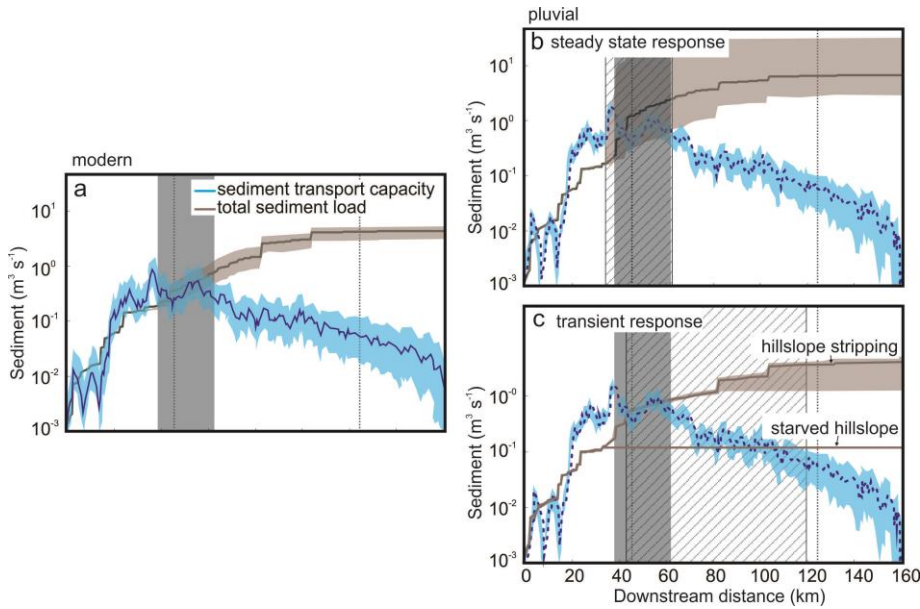 pluvial
b steady state response
Sediment (m³ s⁻¹)
10¹
10⁰
10⁻¹
10⁻²
10⁻³
modern
a
sediment transport capacity
total sediment load
Sediment (m³ s⁻¹)
10¹
10⁰
10⁻¹
10⁻²
10⁻³
c transient response
hillslope stripping
starved hillslope
Sediment (m³ s⁻¹)
10⁻⁰
10⁻¹
10⁻²
10⁻³
0 20 40 60 80 100 120 140 160
Downstream distance (km)